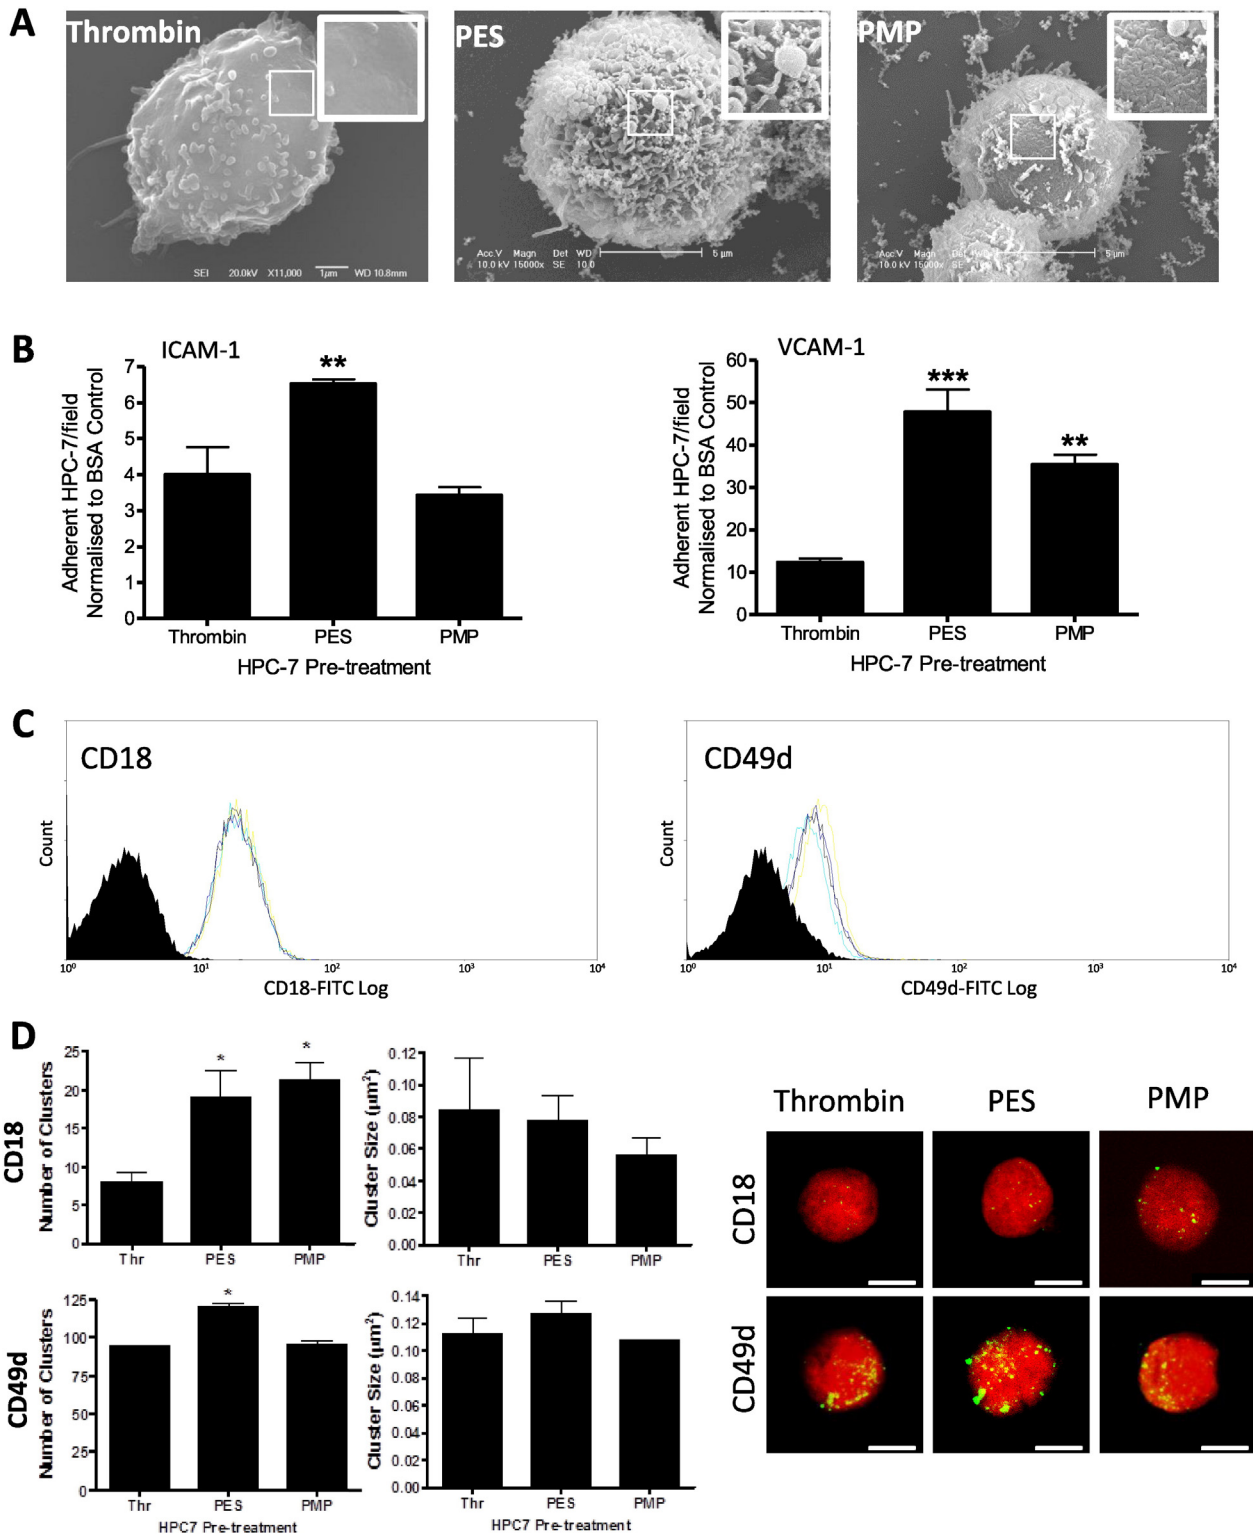 A
Thrombin
PES
PMP
SEI 20.0kV X11,000 1µm WD 10.8mm
Acc.V Magn Det WD 5 µm
10.0 kV 15000x SE 10.0
Acc.V Magn Det WD 5 µm
10.0 kV 15000x SE
B
ICAM-1
**
Adherent HPC-7/field
Normalised to BSA Control
7
6
5
4
3
2
1
0
Thrombin PES PMP
HPC-7 Pre-treatment
VCAM-1
***
**
Adherent HPC-7/field
Normalised to BSA Control
60
50
40
30
20
10
0
Thrombin PES PMP
HPC-7 Pre-treatment
C
CD18
Count
10⁰ 10¹ 10² 10³ 10⁴
CD18-FITC Log
CD49d
Count
10⁰ 10¹ 10² 10³ 10⁴
CD49d-FITC Log
D
CD18
Number of Clusters
25
20
15
10
5
0
* *
Thr PES PMP
Cluster Size (µm²)
0.12
0.10
0.08
0.06
0.04
0.02
0.00
Thr PES PMP
CD49d
Number of Clusters
125
100
75
50
25
0
*
Thr PES PMP
HPC7 Pre-treatment
Cluster Size (µm²)
0.14
0.12
0.10
0.08
0.06
0.04
0.02
0.00
Thr PES PMP
HPC7 Pre-treatment
Thrombin PES PMP
CD18
CD49d